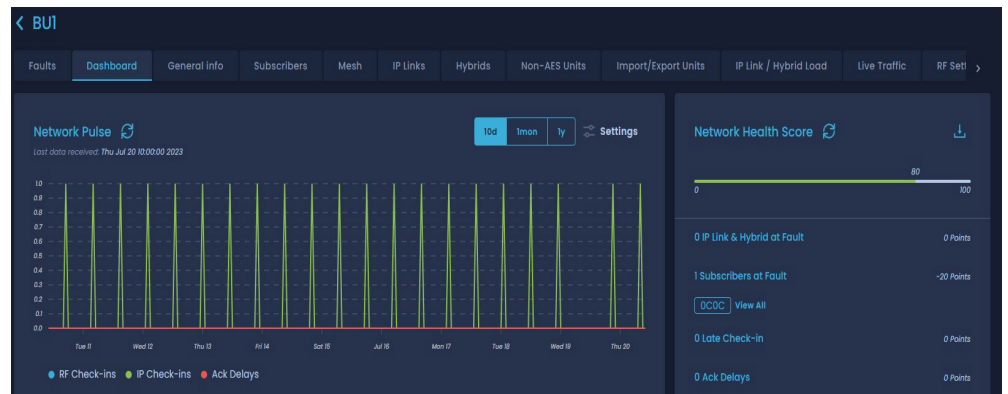 BU1
Faults Dashboard General info Subscribers Mesh IP Links Hybrids Non-AES Units Import/Export Units IP Link / Hybrid Load Live Traffic RF Sett
Network Pulse
10d 1mon 1y Settings
Last data received: Thu Jul 20 10:00:00 2023
1.0
0.9
0.8
0.7
0.6
0.5
0.4
0.3
0.2
0.1
0.0
Tue 11 Wed 12 Thu 13 Fri 14 Sat 15 Jul 16 Mon 17 Tue 18 Wed 19 Thu 20
RF Check-ins IP Check-ins Ack Delays
Network Health Score
80
0 100
0 IP Link & Hybrid at Fault 0 Points
1 Subscribers at Fault -20 Points
0C0C View All
0 Late Check-in 0 Points
0 Ack Delays 0 Points